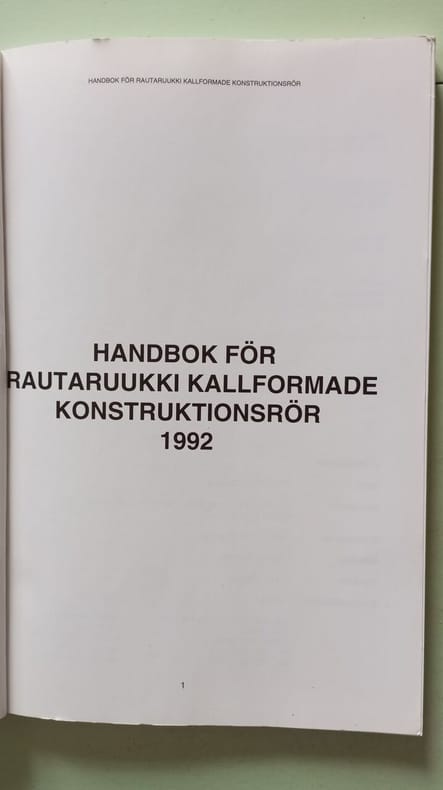 HANDBOK FÖR RAUTARUUKKI KALLFORMADE KONSTRUKTIONSRÖR
HANDBOK FÖR
RAUTARUUKKI KALLFORMADE
KONSTRUKTIONSRÖR
1992
1